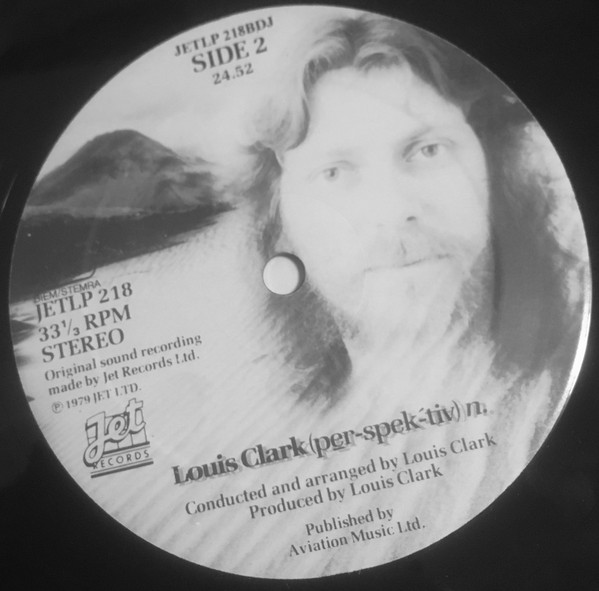 JETLP 218BDJ
SIDE 2
24.52
BIEM/STEMRA
JETLP 218
33⅓ RPM
STEREO
Original sound recording
made by Jet Records Ltd.
℗ 1979 JET LTD.
Jet
RECORDS
Louis Clark (per-spek-́tiv) n.
Conducted and arranged by Louis Clark
Produced by Louis Clark
Published by
Aviation Music Ltd.